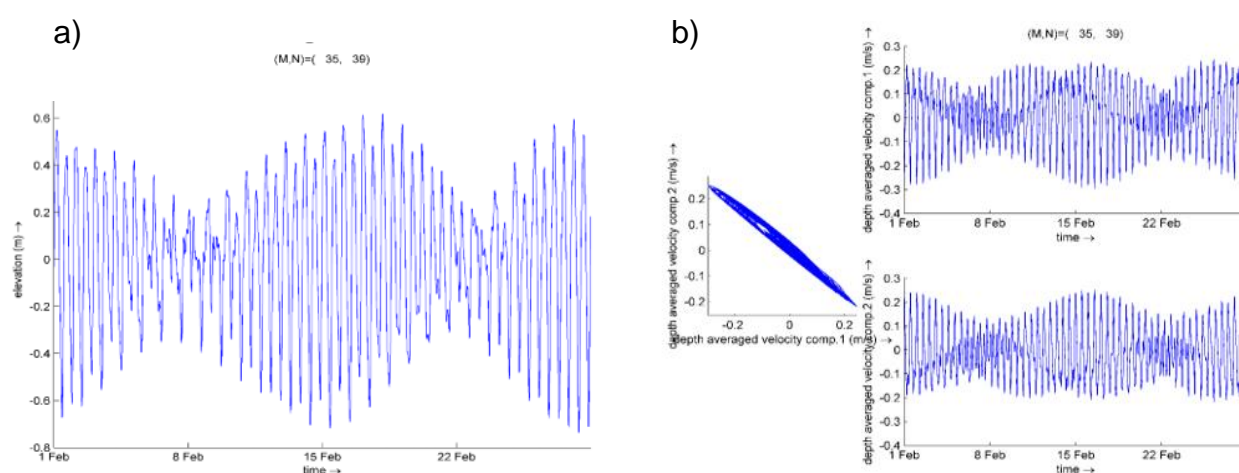 a)
(M,N)=( 35, 39)
elevation (m) →
0.6
0.4
0.2
0
-0.2
-0.4
-0.6
-0.8
1 Feb
8 Feb
15 Feb
22 Feb
time →
b)
depth averaged velocity comp.2 (m/s) →
0.2
0.1
0
-0.1
-0.2
-0.2
0
0.2
depth averaged velocity comp.1 (m/s) →
(M,N)=( 35, 39)
depth averaged velocity comp.1 (m/s) →
0.3
0.2
0.1
0
-0.1
-0.2
-0.3
-0.4
1 Feb
8 Feb
15 Feb
22 Feb
time →
depth averaged velocity comp.2 (m/s) →
0.3
0.2
0.1
0
-0.1
-0.2
-0.3
-0.4
1 Feb
8 Feb
15 Feb
22 Feb
time →